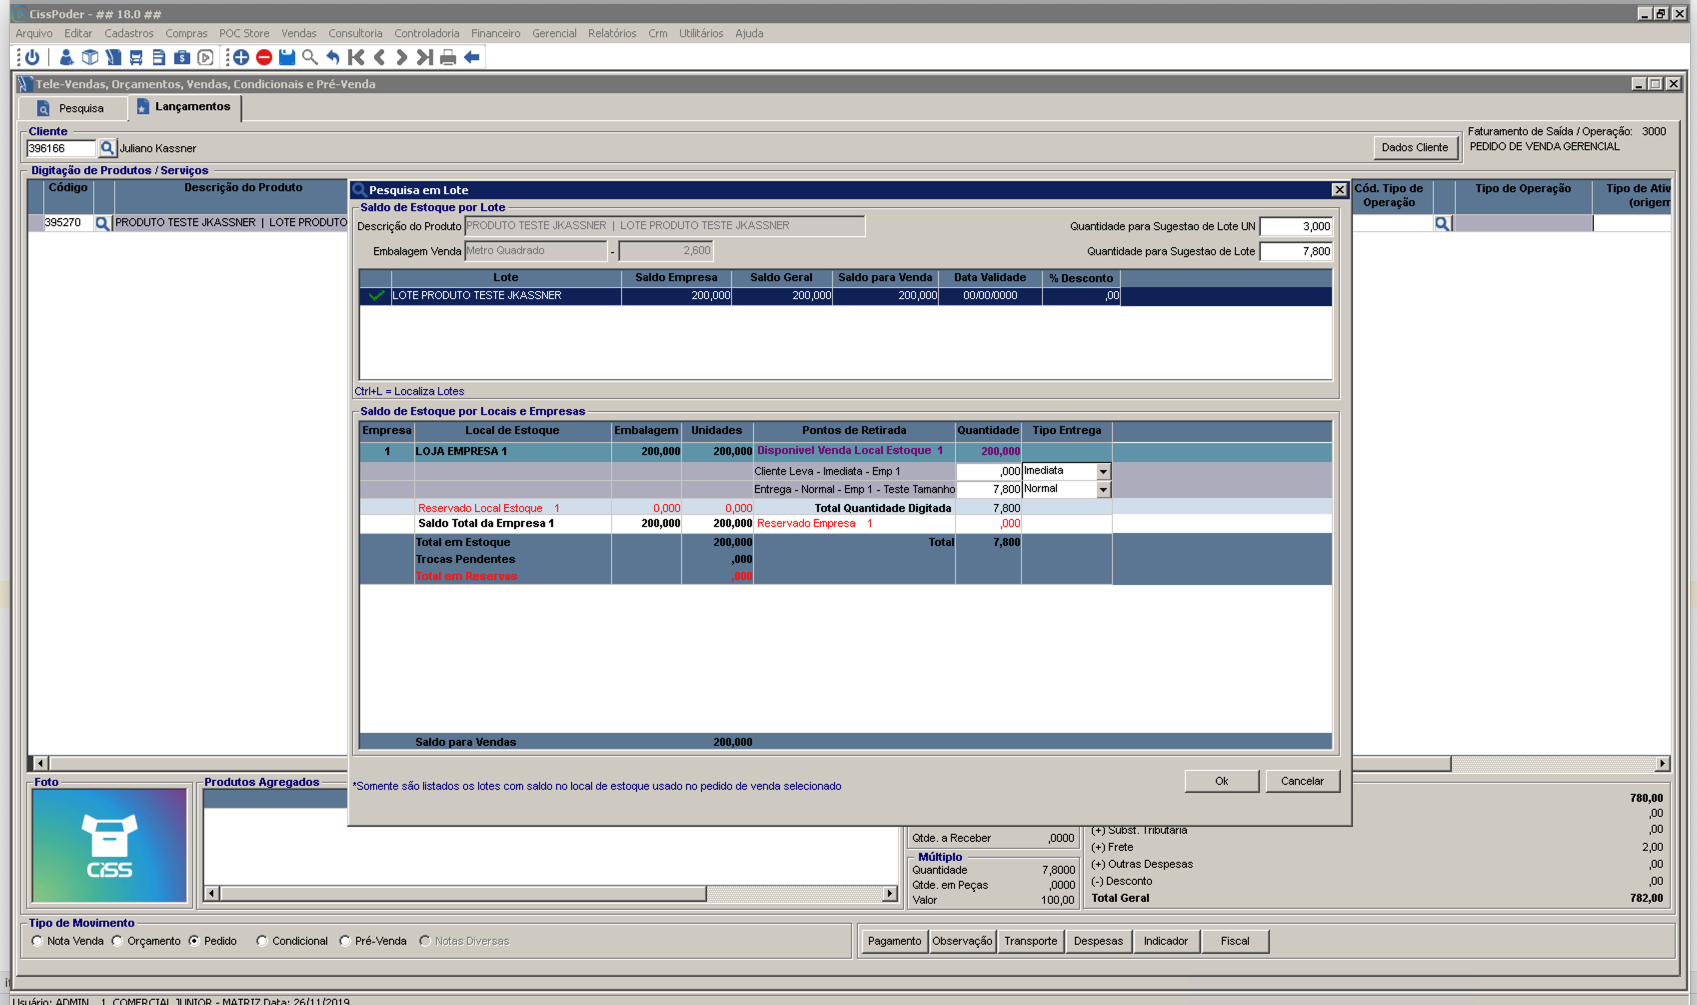 CissPoder - ## 18.0 ##
Arquivo Editar Cadastros Compras POC Store Vendas Consultoria Controladoria Financeiro Gerencial Relatórios Crm Utilitários Ajuda
Tele-Vendas, Orçamentos, Vendas, Condicionais e Pré-Venda
Pesquisa Lançamentos
Cliente
396166 Juliano Kassner Dados Cliente
Faturamento de Saída / Operação: 3000
PEDIDO DE VENDA GERENCIAL
Digitação de Produtos / Serviços
Código Descrição do Produto Cód. Tipo de Operação Tipo de Operação Tipo de Ativ (origem
395270 PRODUTO TESTE JKASSNER | LOTE PRODUTO
Pesquisa em Lote
Saldo de Estoque por Lote
Descrição do Produto PRODUTO TESTE JKASSNER | LOTE PRODUTO TESTE JKASSNER Quantidade para Sugestao de Lote UN 3,000
Embalagem Venda Metro Quadrado - 2,600 Quantidade para Sugestao de Lote 7,800
Lote Saldo Empresa Saldo Geral Saldo para Venda Data Validade % Desconto
LOTE PRODUTO TESTE JKASSNER 200,000 200,000 200,000 00/00/0000 ,00
Ctrl+L = Localiza Lotes
Saldo de Estoque por Locais e Empresas
Empresa Local de Estoque Embalagem Unidades Pontos de Retirada Quantidade Tipo Entrega
1 LOJA EMPRESA 1 200,000 200,000 Disponivel Venda Local Estoque 1 200,000
Cliente Leva - Imediata - Emp 1 ,000 Imediata
Entrega - Normal - Emp 1 - Teste Tamanho 7,800 Normal
Reservado Local Estoque 1 0,000 0,000 Total Quantidade Digitada 7,800
Saldo Total da Empresa 1 200,000 200,000 Reservado Empresa 1 ,000
Total em Estoque 200,000 Total 7,800
Trocas Pendentes ,000
Total em Reservas ,000
Saldo para Vendas 200,000
*Somente são listados os lotes com saldo no local de estoque usado no pedido de venda selecionado
Ok Cancelar
Foto Produtos Agregados
CISS
780,00
,00
Qtde. a Receber ,0000
(+) Subst. Tributária ,00
Múltiplo
Quantidade 7,8000
Qtde. em Peças ,0000
Valor 100,00
(+) Frete 2,00
(+) Outras Despesas ,00
(-) Desconto ,00
Total Geral 782,00
Tipo de Movimento
Nota Venda Orçamento Pedido Condicional Pré-Venda Notas Diversas
Pagamento Observação Transporte Despesas Indicador Fiscal
Usuário: ADMIN 1 COMERCIAL JUNIOR - MATRIZ Data: 26/11/2019